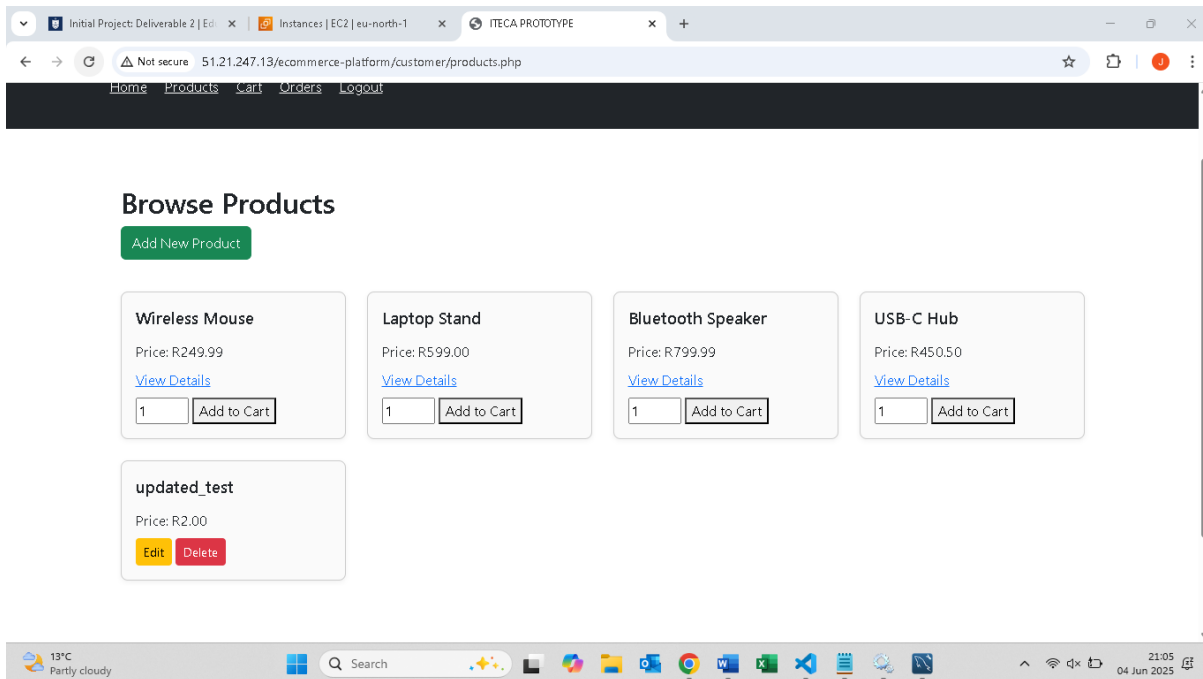 Initial Project: Deliverable 2 | Ed
Instances | EC2 | eu-north-1
ITECA PROTOTYPE
Not secure
51.21.247.13/ecommerce-platform/customer/products.php
J
Home Products Cart Orders Logout
Browse Products
Add New Product
Wireless Mouse
Price: R249.99
View Details
1 Add to Cart
Laptop Stand
Price: R599.00
View Details
1 Add to Cart
Bluetooth Speaker
Price: R799.99
View Details
1 Add to Cart
USB-C Hub
Price: R450.50
View Details
1 Add to Cart
updated_test
Price: R2.00
Edit Delete
13°C
Partly cloudy
Search
21:05
04 Jun 2025